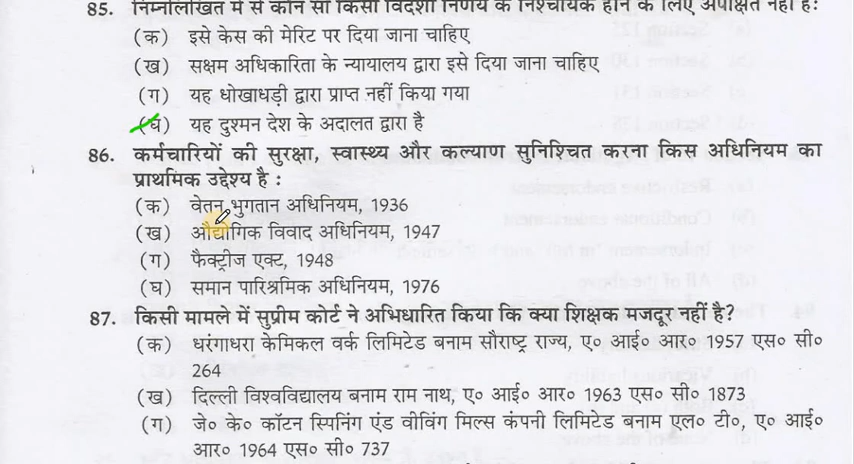 85. निम्नलिखित में से कौन सा किसी विदेशी निर्णय के निश्चायक होने के लिए अपेक्षित नहीं है:
(क) इसे केस की मेरिट पर दिया जाना चाहिए
(ख) सक्षम अधिकारिता के न्यायालय द्वारा इसे दिया जाना चाहिए
(ग) यह धोखाधड़ी द्वारा प्राप्त नहीं किया गया
(घ) यह दुश्मन देश के अदालत द्वारा है
86. कर्मचारियों की सुरक्षा, स्वास्थ्य और कल्याण सुनिश्चित करना किस अधिनियम का
प्राथमिक उद्देश्य है :
(क) वेतन भुगतान अधिनियम, 1936
(ख) औद्योगिक विवाद अधिनियम, 1947
(ग) फैक्ट्रीज एक्ट, 1948
(घ) समान पारिश्रमिक अधिनियम, 1976
87. किसी मामले में सुप्रीम कोर्ट ने अभिधारित किया कि क्या शिक्षक मजदूर नहीं है?
(क) धरंगाधरा केमिकल वर्क लिमिटेड बनाम सौराष्ट्र राज्य, ए० आई० आर० 1957 एस० सी०
264
(ख) दिल्ली विश्वविद्यालय बनाम राम नाथ, ए० आई० आर० 1963 एस० सी० 1873
(ग) जे० के० कॉटन स्पिनिंग एंड वीविंग मिल्स कंपनी लिमिटेड बनाम एल० टी०, ए० आई०
आर० 1964 एस० सी० 737